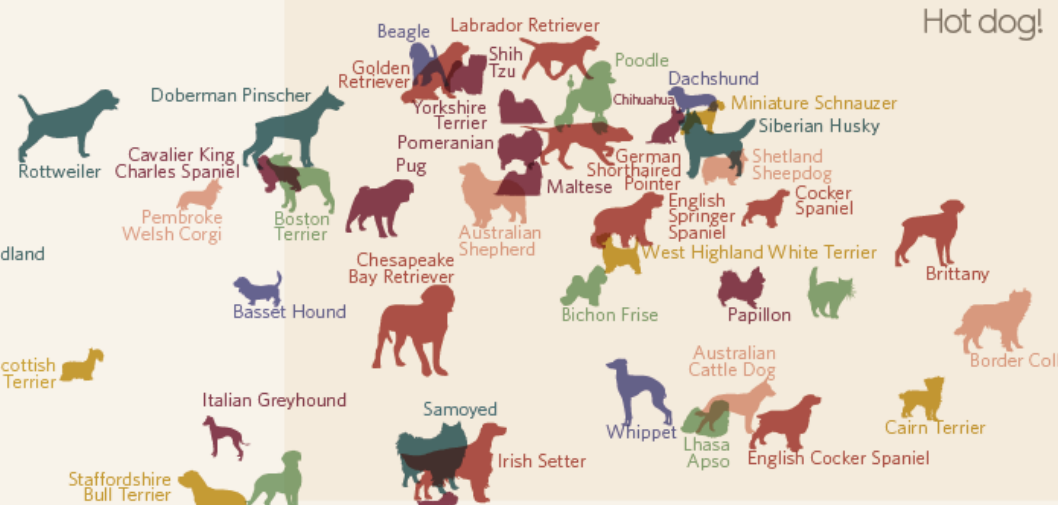 Hot dog!
Labrador Retriever
Beagle
Shih
Tzu
Golden
Retriever
Poodle
Dachshund
Doberman Pinscher
Chihuahua
Miniature Schnauzer
Yorkshire
Terrier
Siberian Husky
Pomeranian
Cavalier King
Charles Spaniel
Rottweiler
Pug
German
Shorthaired
Pointer
Shetland
Sheepdog
Maltese
Cocker
Spaniel
English
Springer
Spaniel
Pembroke
Welsh Corgi
Boston
Terrier
Australian
Shepherd
dland
West Highland White Terrier
Chesapeake
Bay Retriever
Brittany
Basset Hound
Bichon Frise
Papillon
Australian
Cattle Dog
Border Coll
cottish
Terrier
Italian Greyhound
Samoyed
Whippet
Cairn Terrier
Lhasa
Apso
English Cocker Spaniel
Irish Setter
Staffordshire
Bull Terrier